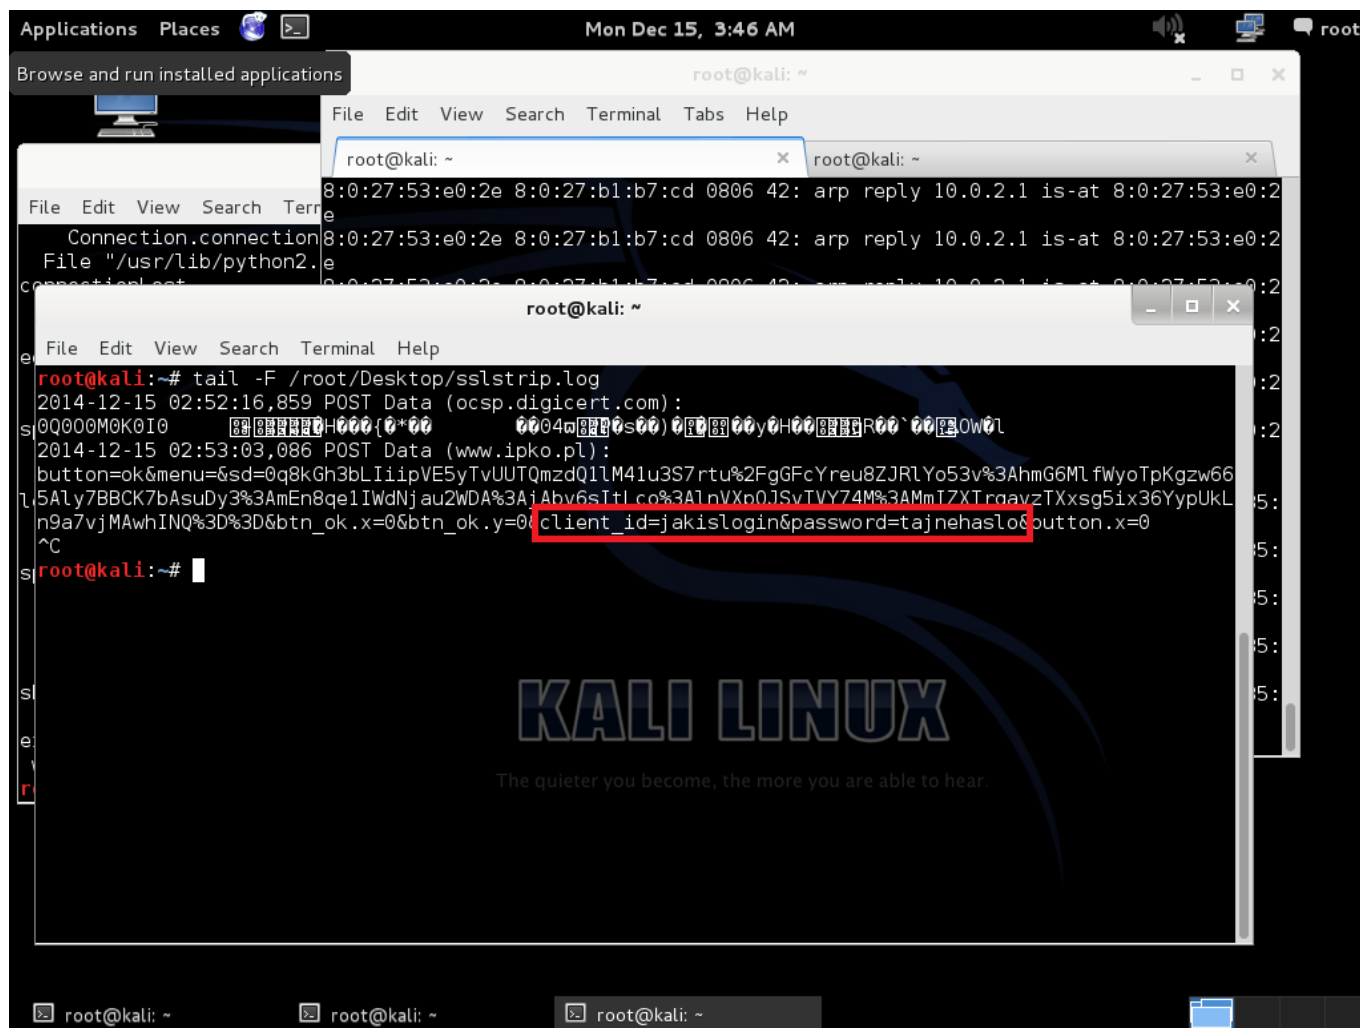 Applications Places Mon Dec 15, 3:46 AM root
Browse and run installed applications
root@kali: ~
File Edit View Search Terminal Tabs Help
root@kali: ~ root@kali: ~
8:0:27:53:e0:2e 8:0:27:b1:b7:cd 0806 42: arp reply 10.0.2.1 is-at 8:0:27:53:e0:2
e
8:0:27:53:e0:2e 8:0:27:b1:b7:cd 0806 42: arp reply 10.0.2.1 is-at 8:0:27:53:e0:2
e
File Edit View Search Terr
Connection.connection
File "/usr/lib/python2.
root@kali: ~
File Edit View Search Terminal Help
root@kali:~# tail -F /root/Desktop/sslstrip.log
2014-12-15 02:52:16,859 POST Data (ocsp.digicert.com):
0Q0O0M0K0I0
2014-12-15 02:53:03,086 POST Data (www.ipko.pl):
button=ok&menu=&sd=0q8kGh3bLIiipVE5yTvUUTQmzdQ1lM41u3S7rtu%2FgGFcYreu8ZJRlYo53v%3AhmG6MlfWyoTpKgzw66
5Aly7BBCK7bAsuDy3%3AmEn8qe1IWdNjau2WDA%3AjAby6sItLco%3AlnVXpOJSyTVY74M%3AMmIZXTrgayzTXxsg5ix36YypUkL
n9a7vjMAwhINQ%3D%3D&btn_ok.x=0&btn_ok.y=0&client_id=jakislogin&password=tajnehaslo&button.x=0
^C
root@kali:~#
KALI LINUX
The quieter you become, the more you are able to hear.
root@kali: ~ root@kali: ~ root@kali: ~